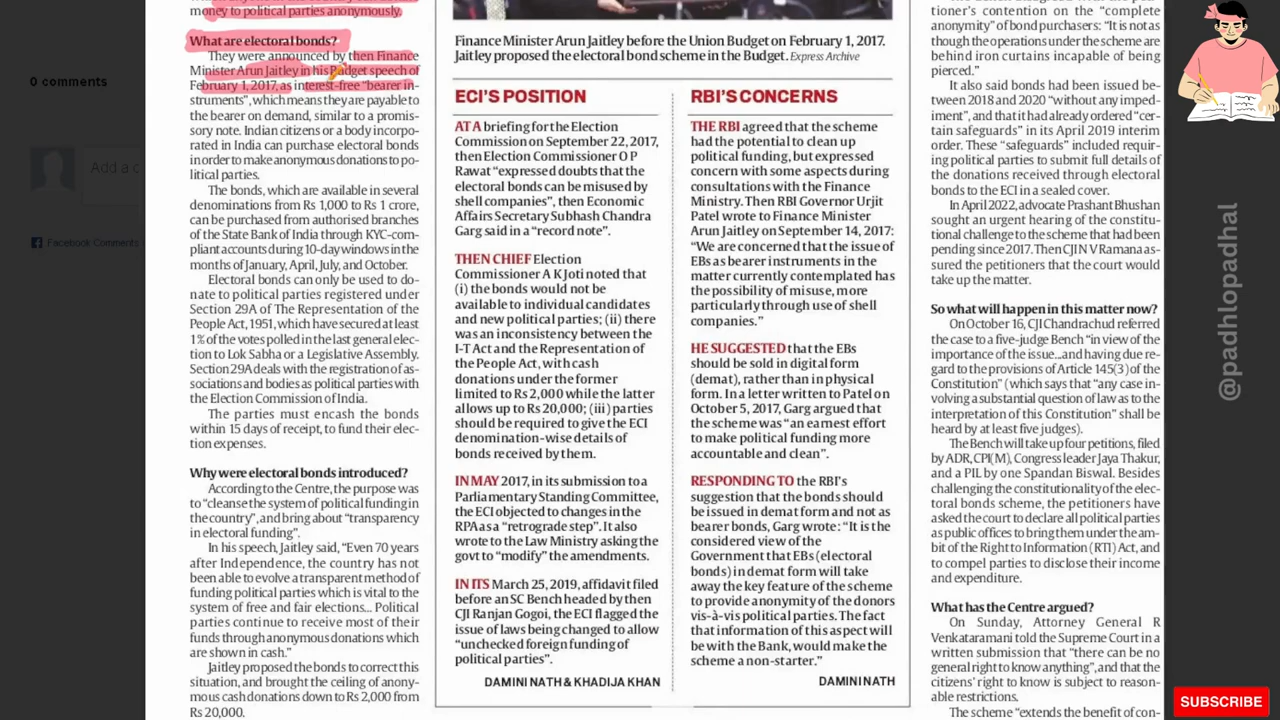 money to political parties anonymously.
What are electoral bonds?
They were announced by then Finance
Minister Arun Jaitley in his Budget speech of
February 1, 2017, as interest-free "bearer in-
struments", which means they are payable to
the bearer on demand, similar to a promis-
sory note. Indian citizens or a body incorpo-
rated in India can purchase electoral bonds
in order to make anonymous donations to po-
litical parties.
The bonds, which are available in several
denominations from Rs 1,000 to Rs 1 crore,
can be purchased from authorised branches
of the State Bank of India through KYC-com-
pliant accounts during 10-day windows in the
months of January, April, July, and October.
Electoral bonds can only be used to do-
nate to political parties registered under
Section 29A of The Representation of the
People Act, 1951, which have secured at least
1% of the votes polled in the last general elec-
tion to Lok Sabha or a Legislative Assembly.
Section 29A deals with the registration of as-
sociations and bodies as political parties with
the Election Commission of India.
The parties must encash the bonds
within 15 days of receipt, to fund their elec-
tion expenses.
Why were electoral bonds introduced?
According to the Centre, the purpose was
to "cleanse the system of political funding in
the country", and bring about "transparency
in electoral funding".
In his speech, Jaitley said, "Even 70 years
after Independence, the country has not
been able to evolve a transparent method of
funding political parties which is vital to the
system of free and fair elections... Political
parties continue to receive most of their
funds through anonymous donations which
are shown in cash."
Jaitley proposed the bonds to correct this
situation, and brought the ceiling of anony-
mous cash donations down to Rs 2,000 from
Rs 20,000.
Finance Minister Arun Jaitley before the Union Budget on February 1, 2017.
Jaitley proposed the electoral bond scheme in the Budget. Express Archive
ECI'S POSITION
AT A briefing for the Election
Commission on September 22, 2017,
then Election Commissioner O P
Rawat "expressed doubts that the
electoral bonds can be misused by
shell companies", then Economic
Affairs Secretary Subhash Chandra
Garg said in a "record note".
THEN CHIEF Election
Commissioner A K Joti noted that
(i) the bonds would not be
available to individual candidates
and new political parties; (ii) there
was an inconsistency between the
I-T Act and the Representation of
the People Act, with cash
donations under the former
limited to Rs 2,000 while the latter
allows up to Rs 20,000; (iii) parties
should be required to give the ECI
denomination-wise details of
bonds received by them.
IN MAY 2017, in its submission to a
Parliamentary Standing Committee,
the ECI objected to changes in the
RPA as a "retrograde step". It also
wrote to the Law Ministry asking the
govt to "modify" the amendments.
IN ITS March 25, 2019, affidavit filed
before an SC Bench headed by then
CJI Ranjan Gogoi, the ECI flagged the
issue of laws being changed to allow
"unchecked foreign funding of
political parties".
DAMINI NATH & KHADIJA KHAN
RBI'S CONCERNS
THE RBI agreed that the scheme
had the potential to clean up
political funding, but expressed
concern with some aspects during
consultations with the Finance
Ministry. Then RBI Governor Urjit
Patel wrote to Finance Minister
Arun Jaitley on September 14, 2017:
"We are concerned that the issue of
EBs as bearer instruments in the
matter currently contemplated has
the possibility of misuse, more
particularly through use of shell
companies."
HE SUGGESTED that the EBs
should be sold in digital form
(demat), rather than in physical
form. In a letter written to Patel on
October 5, 2017, Garg argued that
the scheme was "an earnest effort
to make political funding more
accountable and clean".
RESPONDING TO the RBI's
suggestion that the bonds should
be issued in demat form and not as
bearer bonds, Garg wrote: "It is the
considered view of the
Government that EBs (electoral
bonds) in demat form will take
away the key feature of the scheme
to provide anonymity of the donors
vis-à-vis political parties. The fact
that information of this aspect will
be with the Bank, would make the
scheme a non-starter."
DAMINI NATH
tioner's contention on the "complete
anonymity" of bond purchasers: "It is not as
though the operations under the scheme are
behind iron curtains incapable of being
pierced."
It also said bonds had been issued be-
tween 2018 and 2020 "without any imped-
iment", and that it had already ordered "cer-
tain safeguards" in its April 2019 interim
order. These "safeguards" included requir-
ing political parties to submit full details of
the donations received through electoral
bonds to the ECI in a sealed cover.
In April 2022, advocate Prashant Bhushan
sought an urgent hearing of the constitu-
tional challenge to the scheme that had been
pending since 2017. Then CJI N V Ramana as-
sured the petitioners that the court would
take up the matter.
So what will happen in this matter now?
On October 16, CJI Chandrachud referred
the case to a five-judge Bench "in view of the
importance of the issue...and having due re-
gard to the provisions of Article 145(3) of the
Constitution" (which says that "any case in-
volving a substantial question of law as to the
interpretation of this Constitution" shall be
heard by at least five judges).
The Bench will take up four petitions, filed
by ADR, CPI(M), Congress leader Jaya Thakur,
and a PIL by one Spandan Biswal. Besides
challenging the constitutionality of the elec-
toral bonds scheme, the petitioners have
asked the court to declare all political parties
as public offices to bring them under the am-
bit of the Right to Information (RTI) Act, and
to compel parties to disclose their income
and expenditure.
What has the Centre argued?
On Sunday, Attorney General R
Venkataramani told the Supreme Court in a
written submission that "there can be no
general right to know anything", and that the
citizens' right to know is subject to reason-
able restrictions.
The scheme "extends the benefit of con-
0 comments
Add a c
Facebook Comments
@padhlopadhal
SUBSCRIBE